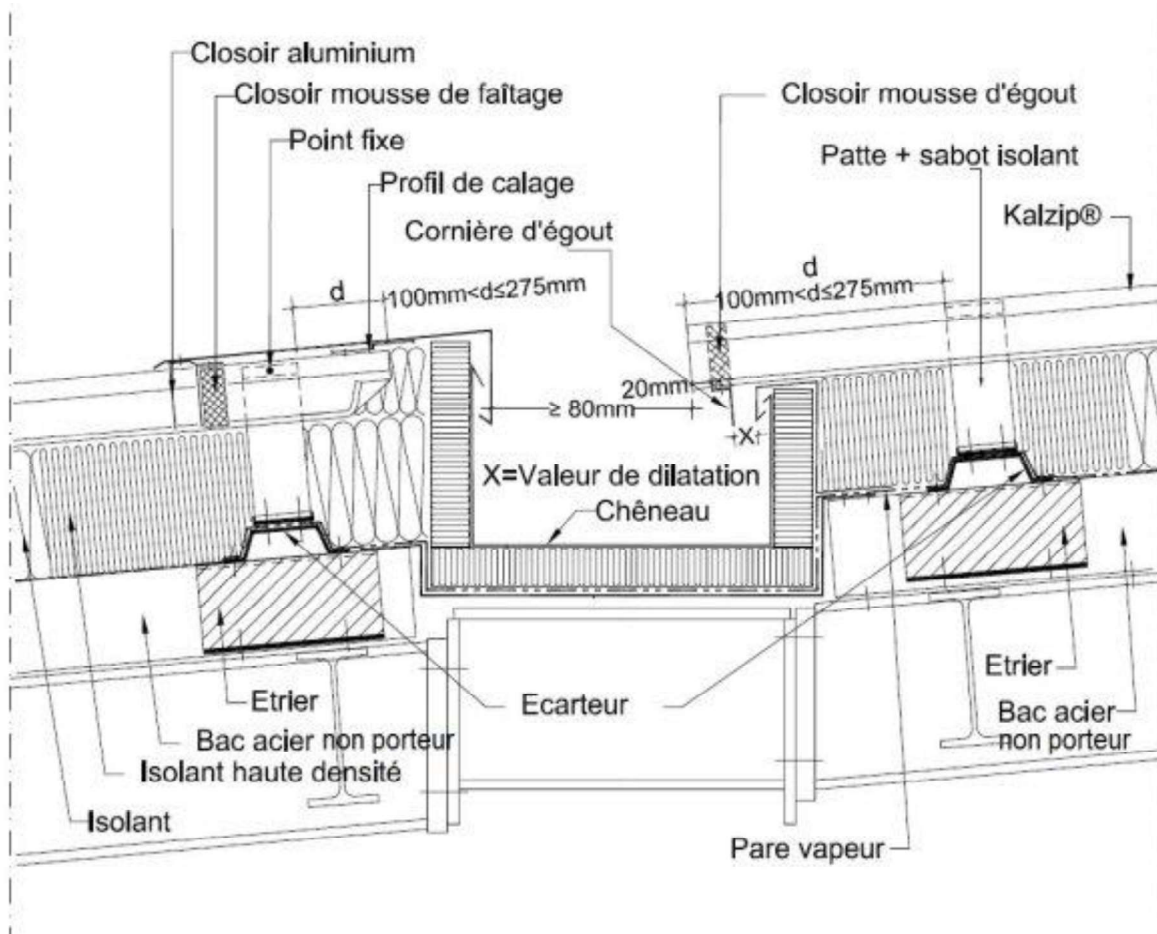 Closoir aluminium
Closoir mousse de faîtage
Closoir mousse d'égout
Point fixe
Patte + sabot isolant
Profil de calage
Kalzip®
Cornière d'égout
d
100mm<d≤275mm
d
100mm<d≤275mm
20mm
≥ 80mm
X
X=Valeur de dilatation
Chêneau
Etrier
Ecarteur
Etrier
Bac acier non porteur
Bac acier
non porteur
Isolant haute densité
Isolant
Pare vapeur